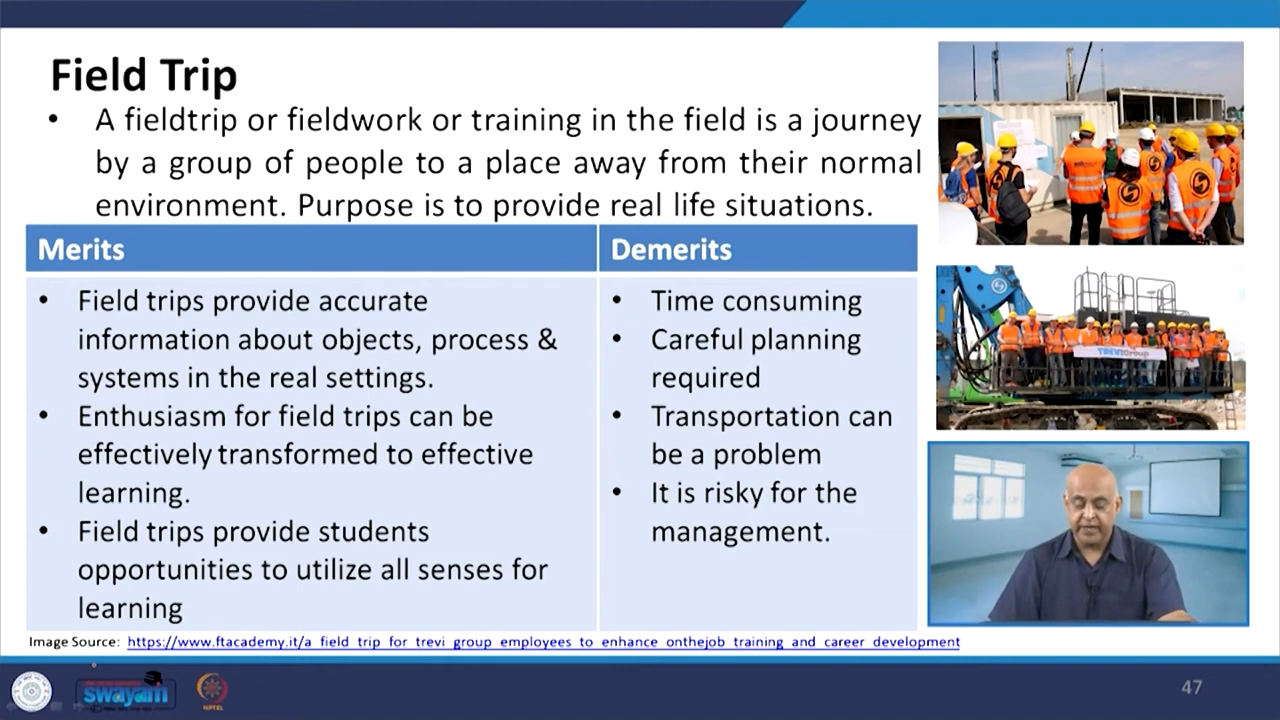 Field Trip
• A fieldtrip or fieldwork or training in the field is a journey
by a group of people to a place away from their normal
environment. Purpose is to provide real life situations.
Merits
• Field trips provide accurate
information about objects, process &
systems in the real settings.
• Enthusiasm for field trips can be
effectively transformed to effective
learning.
• Field trips provide students
opportunities to utilize all senses for
learning
Demerits
• Time consuming
• Careful planning
required
• Transportation can
be a problem
• It is risky for the
management.
TREVIGroup
Image Source: https://www.ftacademy.it/a_field_trip_for_trevi_group_employees_to_enhance_onthejob_training_and_career_development
swayam
NPTEL
47